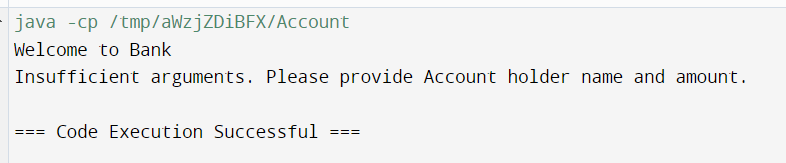 java -cp /tmp/aWzjZDiBFX/Account
Welcome to Bank
Insufficient arguments. Please provide Account holder name and amount.
=== Code Execution Successful ===